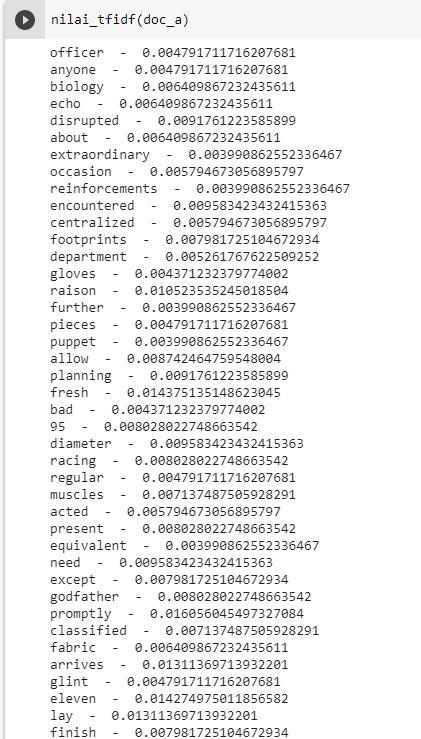 nilai_tfidf(doc_a)
officer - 0.004791711716207681
anyone - 0.004791711716207681
biology - 0.006409867232435611
echo - 0.006409867232435611
disrupted - 0.0091761223585899
about - 0.006409867232435611
extraordinary - 0.003990862552336467
occasion - 0.005794673056895797
reinforcements - 0.003990862552336467
encountered - 0.009583423432415363
centralized - 0.005794673056895797
footprints - 0.007981725104672934
department - 0.005261767622509252
gloves - 0.004371232379774002
raison - 0.010523535245018504
further - 0.003990862552336467
pieces - 0.004791711716207681
puppet - 0.003990862552336467
allow - 0.008742464759548004
planning - 0.0091761223585899
fresh - 0.014375135148623045
bad - 0.004371232379774002
95 - 0.008028022748663542
diameter - 0.009583423432415363
racing - 0.008028022748663542
regular - 0.004791711716207681
muscles - 0.007137487505928291
acted - 0.005794673056895797
present - 0.008028022748663542
equivalent - 0.003990862552336467
need - 0.009583423432415363
except - 0.007981725104672934
godfather - 0.008028022748663542
promptly - 0.016056045497327084
classified - 0.007137487505928291
fabric - 0.006409867232435611
arrives - 0.01311369713932201
glint - 0.004791711716207681
eleven - 0.014274975011856582
lay - 0.01311369713932201
finish - 0.007981725104672934